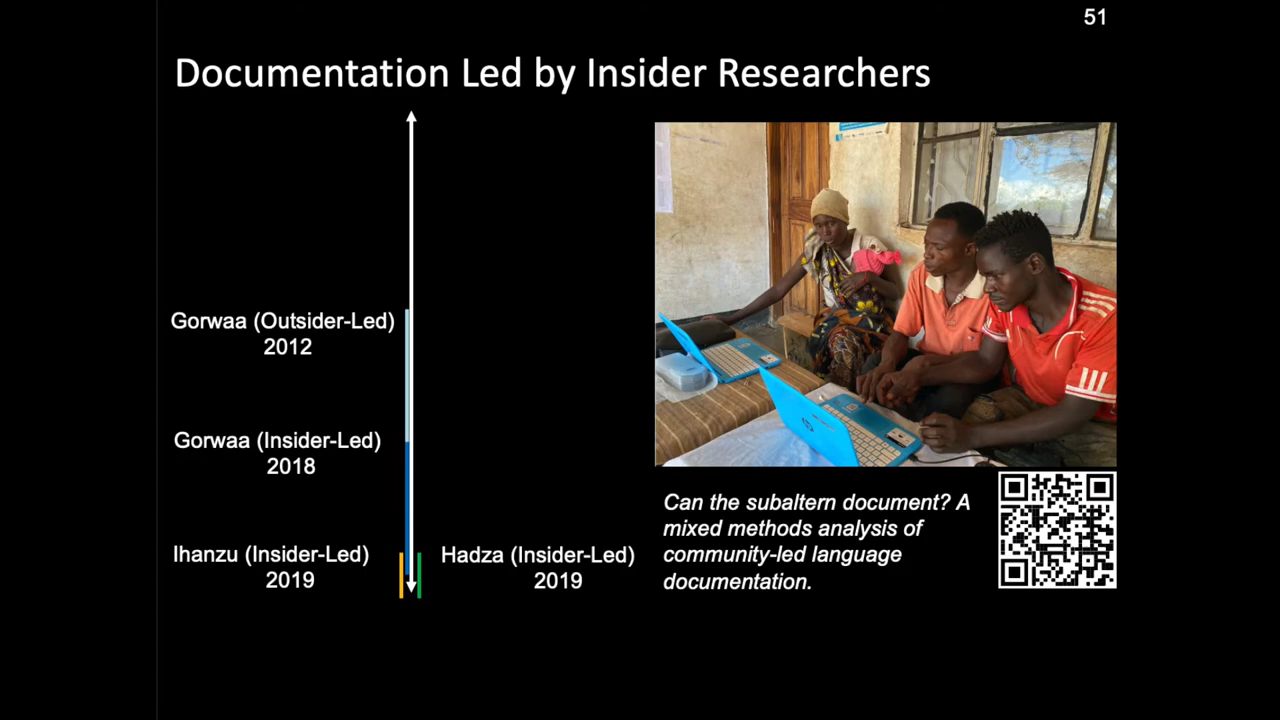 51
Documentation Led by Insider Researchers
Gorwaa (Outsider-Led)
2012
Gorwaa (Insider-Led)
2018
Ihanzu (Insider-Led)
2019
Hadza (Insider-Led)
2019
Can the subaltern document? A
mixed methods analysis of
community-led language
documentation.